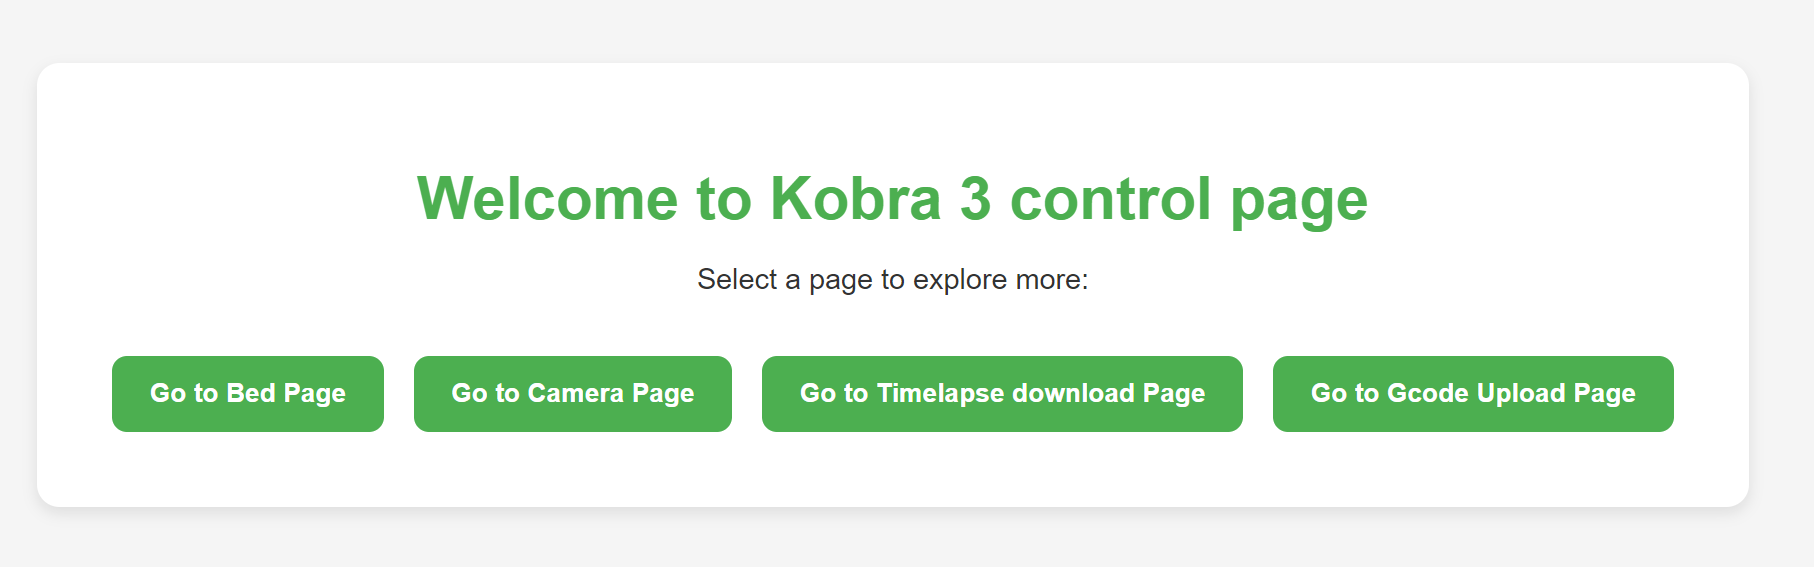 Welcome to Kobra 3 control page
Select a page to explore more:
Go to Bed Page
Go to Camera Page
Go to Timelapse download Page
Go to Gcode Upload Page